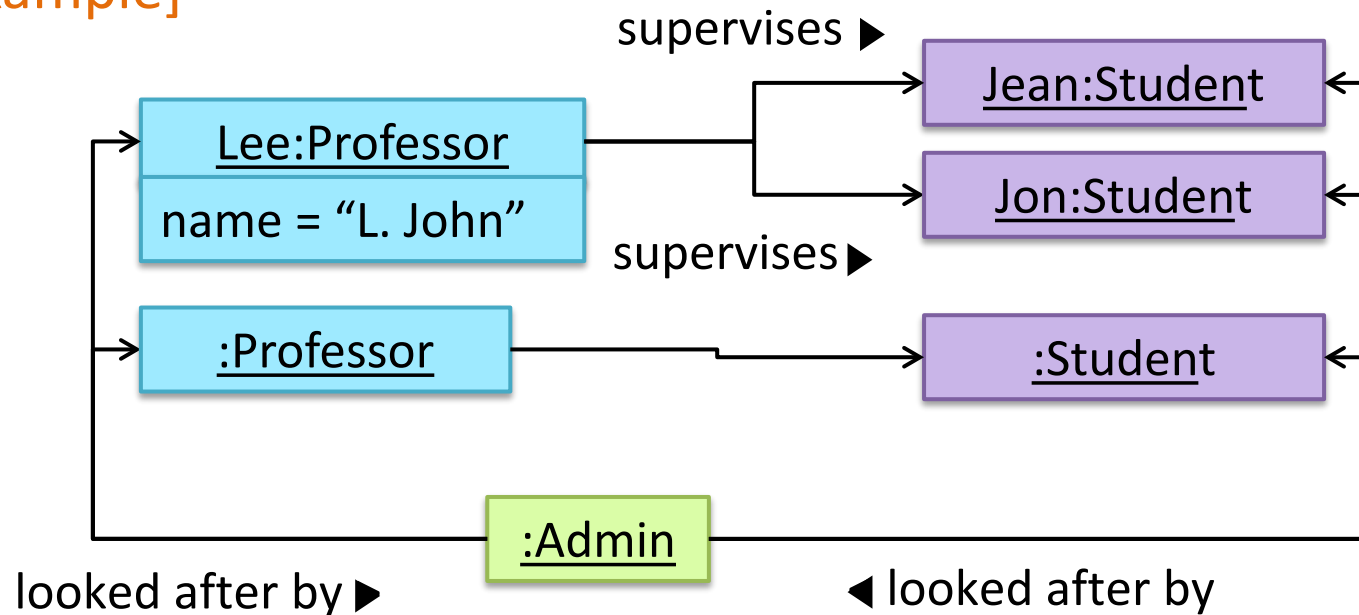 supervises ▶
Jean:Student
Lee:Professor
name = “L. John”
Jon:Student
supervises ▶
:Professor
:Student
:Admin
looked after by ▶
◀ looked after by